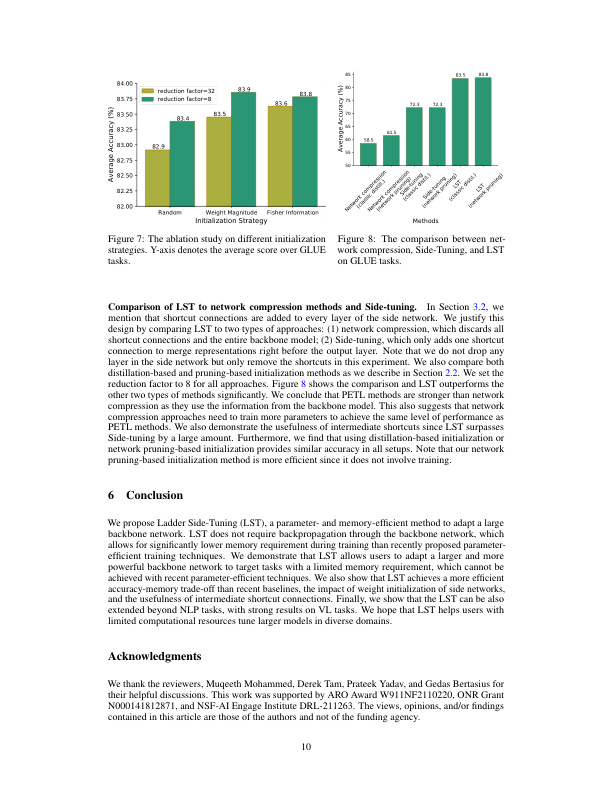 84.00
83.75
83.50
83.25
83.00
82.75
82.50
82.25
82.00
Average Accuracy (%)
reduction factor=32
reduction factor=8
82.9
83.4
83.5
83.9
83.6
83.8
Random
Weight Magnitude
Fisher Information
Initialization Strategy
85
80
75
70
65
60
55
50
Average Accuracy (%)
58.5
61.5
72.3
72.3
83.5
83.8
Network compression
(classic distil.)
Network compression
(network pruning)
Side-tuning
(classic distil.)
Side-tuning
(network pruning)
LST
(classic distil.)
LST
(network pruning)
Methods
Figure 7: The ablation study on different initialization
strategies. Y-axis denotes the average score over GLUE
tasks.
Figure 8: The comparison between net-
work compression, Side-Tuning, and LST
on GLUE tasks.
Comparison of LST to network compression methods and Side-tuning. In Section 3.2, we
mention that shortcut connections are added to every layer of the side network. We justify this
design by comparing LST to two types of approaches: (1) network compression, which discards all
shortcut connections and the entire backbone model; (2) Side-tuning, which only adds one shortcut
connection to merge representations right before the output layer. Note that we do not drop any
layer in the side network but only remove the shortcuts in this experiment. We also compare both
distillation-based and pruning-based initialization methods as we describe in Section 2.2. We set the
reduction factor to 8 for all approaches. Figure 8 shows the comparison and LST outperforms the
other two types of methods significantly. We conclude that PETL methods are stronger than network
compression as they use the information from the backbone model. This also suggests that network
compression approaches need to train more parameters to achieve the same level of performance as
PETL methods. We also demonstrate the usefulness of intermediate shortcuts since LST surpasses
Side-tuning by a large amount. Furthermore, we find that using distillation-based initialization or
network pruning-based initialization provides similar accuracy in all setups. Note that our network
pruning-based initialization method is more efficient since it does not involve training.
6 Conclusion
We propose Ladder Side-Tuning (LST), a parameter- and memory-efficient method to adapt a large
backbone network. LST does not require backpropagation through the backbone network, which
allows for significantly lower memory requirement during training than recently proposed parameter-
efficient training techniques. We demonstrate that LST allows users to adapt a larger and more
powerful backbone network to target tasks with a limited memory requirement, which cannot be
achieved with recent parameter-efficient techniques. We also show that LST achieves a more efficient
accuracy-memory trade-off than recent baselines, the impact of weight initialization of side networks,
and the usefulness of intermediate shortcut connections. Finally, we show that the LST can be also
extended beyond NLP tasks, with strong results on VL tasks. We hope that LST helps users with
limited computational resources tune larger models in diverse domains.
Acknowledgments
We thank the reviewers, Muqeeth Mohammed, Derek Tam, Prateek Yadav, and Gedas Bertasius for
their helpful discussions. This work was supported by ARO Award W911NF2110220, ONR Grant
N000141812871, and NSF-AI Engage Institute DRL-211263. The views, opinions, and/or findings
contained in this article are those of the authors and not of the funding agency.
10